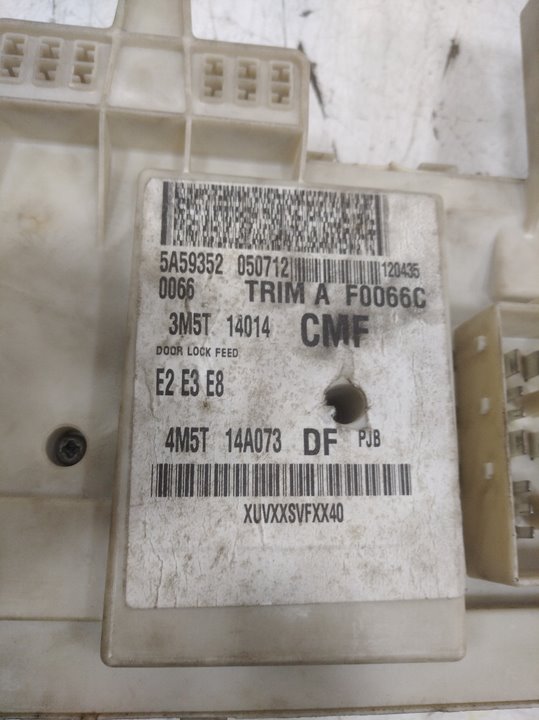 5A59352 050712 120435
0066 TRIM A F0066C
3M5T 14014 CMF
DOOR LOCK FEED
E2 E3 E8
4M5T 14A073 DF PJB
XUVXXSVFXX40